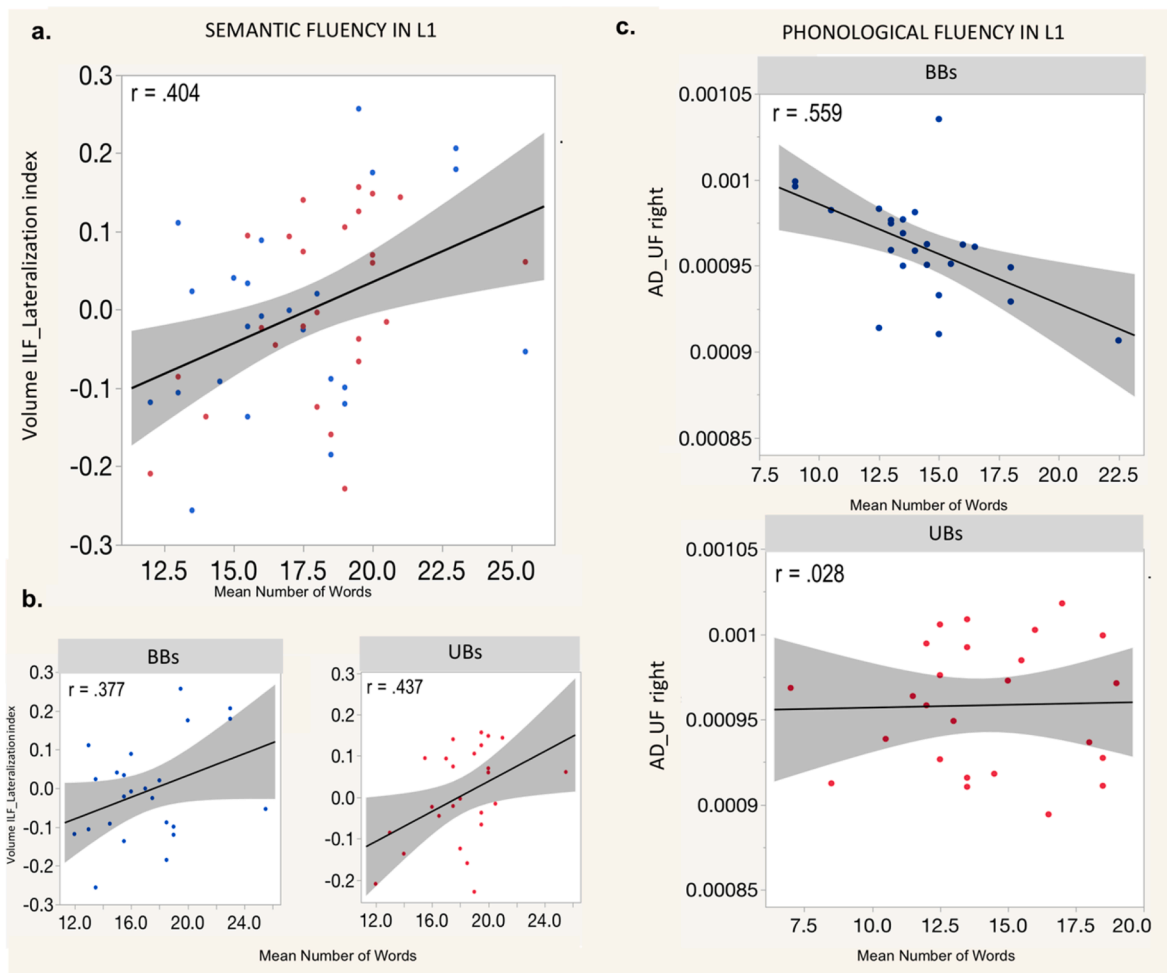 a.
SEMANTIC FLUENCY IN L1
r = .404
Volume ILF_Lateralization index
0.3
0.2
0.1
0.0
-0.1
-0.2
-0.3
12.5 15.0 17.5 20.0 22.5 25.0
Mean Number of Words
b.
BBs
r = .377
Volume ILF_Lateralizationindex
0.3
0.2
0.1
0.0
-0.1
-0.2
-0.3
12.0 16.0 20.0 24.0
UBs
r = .437
0.3
0.2
0.1
0.0
-0.1
-0.2
12.0 16.0 20.0 24.0
Mean Number of Words
c.
PHONOLOGICAL FLUENCY IN L1
BBs
r = .559
AD_UF right
0.00105
0.001
0.00095
0.0009
0.00085
7.5 10.0 12.5 15.0 17.5 20.0 22.5
Mean Number of Words
UBs
r = .028
AD_UF right
0.00105
0.001
0.00095
0.0009
0.00085
7.5 10.0 12.5 15.0 17.5 20.0
Mean Number of Words